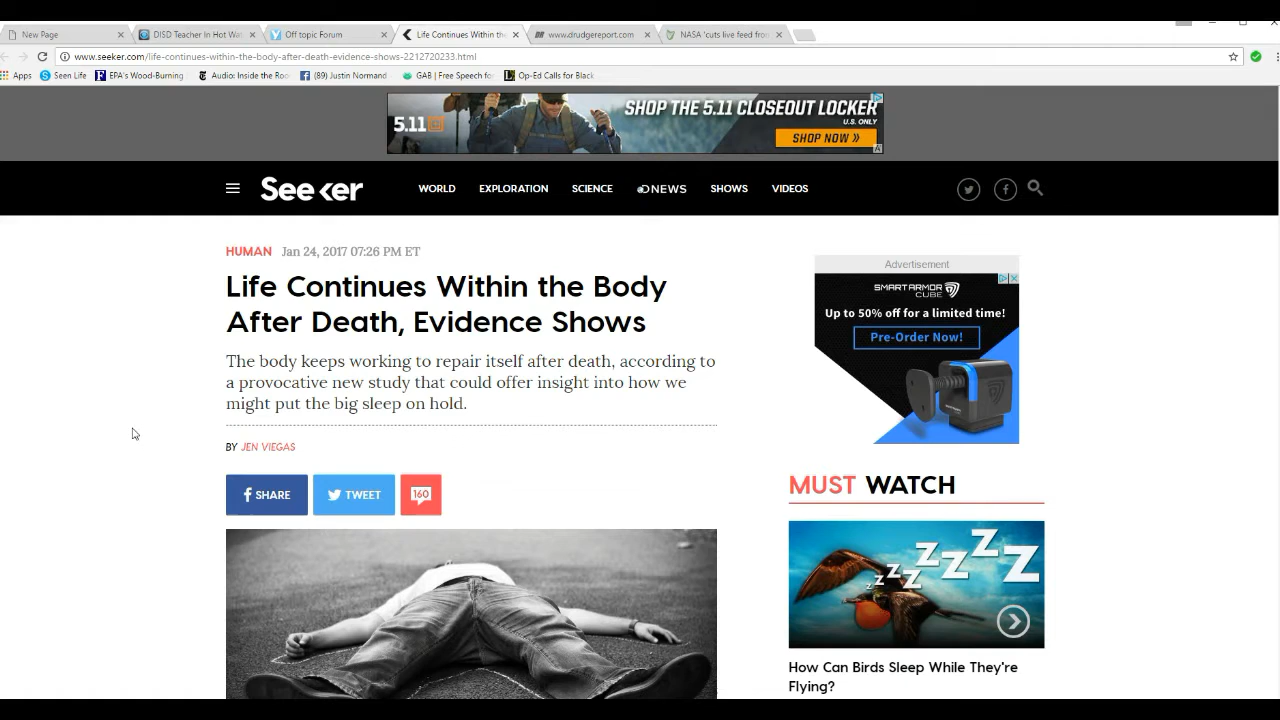 New Page
DISD Teacher In Hot Wat
Off topic Forum
Life Continues Within the
www.drudgereport.com
NASA 'cuts live feed fro
www.seeker.com/life-continues-within-the-body-after-death-evidence-shows-2212720233.html
Apps
Seen Life
EPA's Wood-Burning
Audio: Inside the Roo
(89) Justin Normand
GAB | Free Speech fo
Op-Ed Calls for Black
5.11
SHOP THE 5.11 CLOSEOUT LOCKER
U.S. ONLY
SHOP NOW »
Seeker
WORLD
EXPLORATION
SCIENCE
NEWS
SHOWS
VIDEOS
HUMAN Jan 24, 2017 07:26 PM ET
Life Continues Within the Body
After Death, Evidence Shows
The body keeps working to repair itself after death, according to
a provocative new study that could offer insight into how we
might put the big sleep on hold.
BY JEN VIEGAS
SHARE
TWEET
160
Advertisement
SMARTARMOR
CUBE
Up to 50% off for a limited time!
Pre-Order Now!
MUST WATCH
z z Z Z Z Z Z
How Can Birds Sleep While They're
Flying?